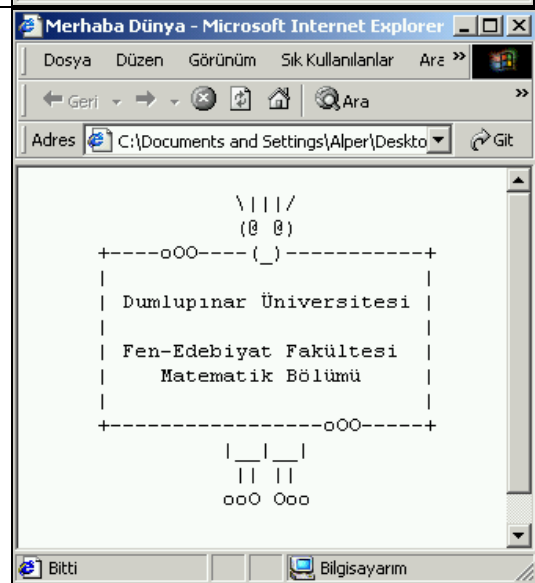 Merhaba Dünya - Microsoft Internet Explorer
Dosya Düzen Görünüm Sık Kullanılanlar Ara »
Geri Ara »
Adres C:\Documents and Settings\Alper\Deskto Git
\|||/
(@ @)
+----oOO----(_)-----------+
| |
| Dumlupınar Üniversitesi |
| |
| Fen-Edebiyat Fakültesi |
| Matematik Bölümü |
| |
+-----------------oOO-----+
|__|__|
|| ||
ooO Ooo
Bitti Bilgisayarım